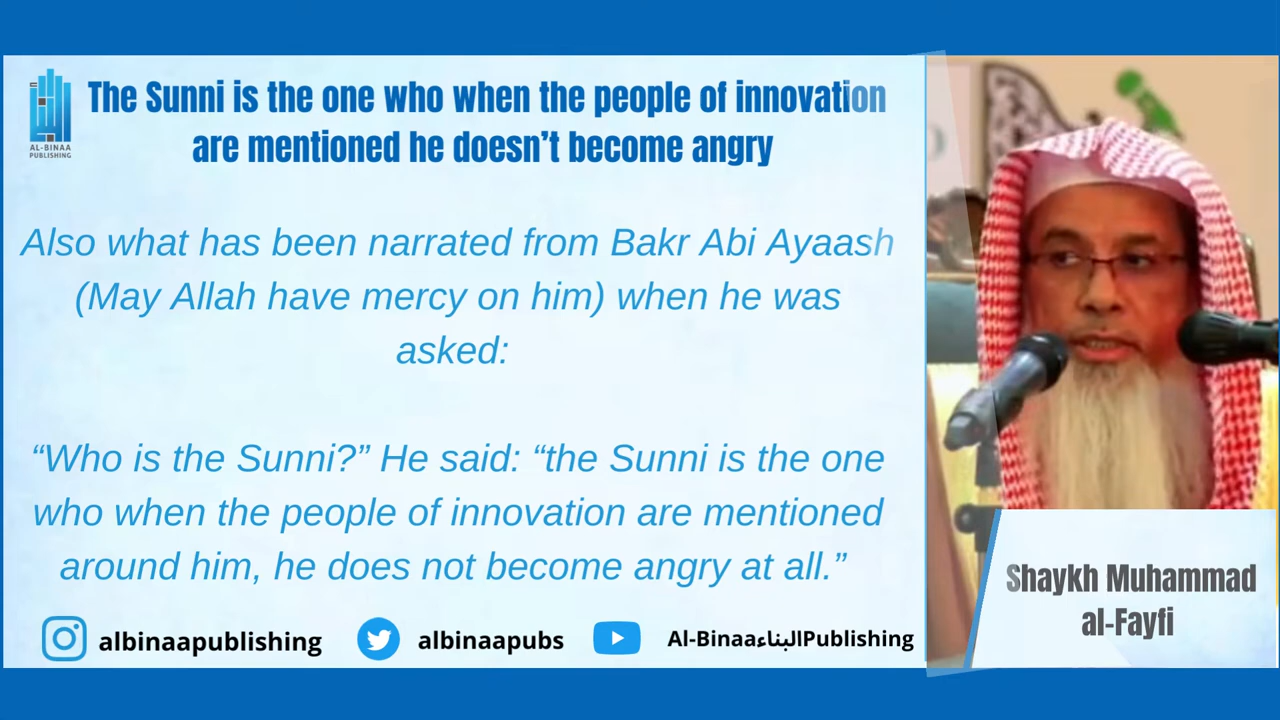 The Sunni is the one who when the people of innovation
are mentioned he doesn’t become angry
AL-BINAA
PUBLISHING
Also what has been narrated from Bakr Abi Ayaash
(May Allah have mercy on him) when he was
asked:
“Who is the Sunni?” He said: “the Sunni is the one
who when the people of innovation are mentioned
around him, he does not become angry at all.”
albinaapublishing
albinaapubs
Al-BinaaالبناءPublishing
Shaykh Muhammad
al-Fayfi